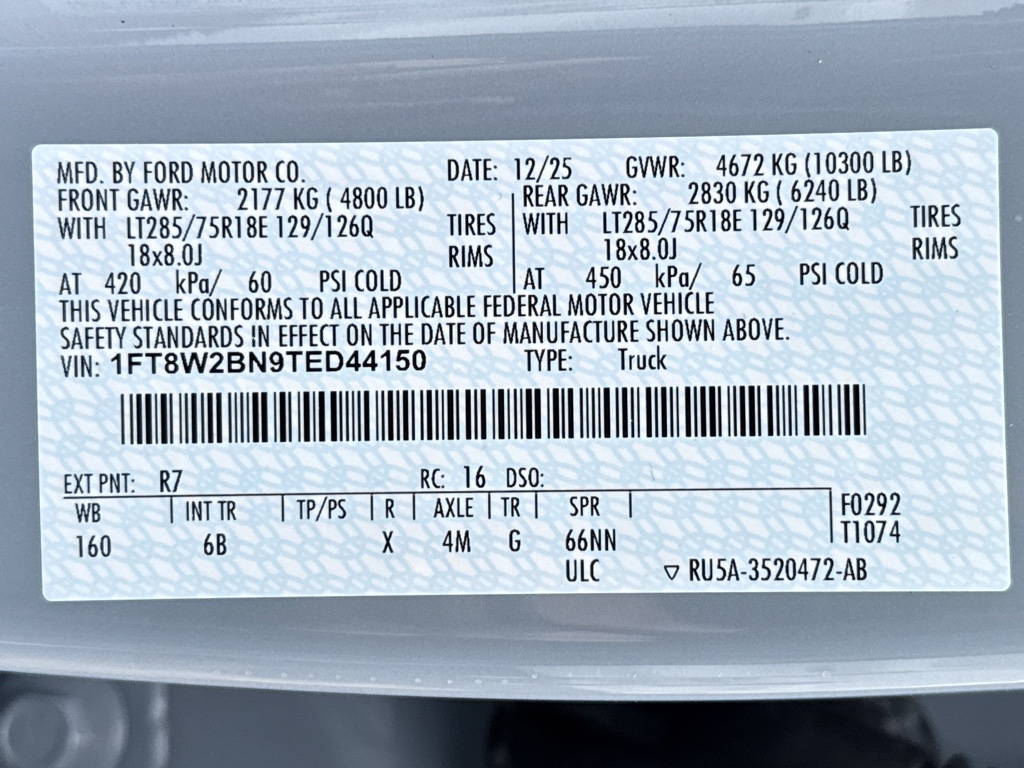 MFD. BY FORD MOTOR CO. DATE: 12/25 GVWR: 4672 KG (10300 LB)
FRONT GAWR: 2177 KG ( 4800 LB) REAR GAWR: 2830 KG ( 6240 LB)
WITH LT285/75R18E 129/126Q TIRES WITH LT285/75R18E 129/126Q TIRES
18x8.0J RIMS 18x8.0J RIMS
AT 420 kPa/ 60 PSI COLD AT 450 kPa/ 65 PSI COLD
THIS VEHICLE CONFORMS TO ALL APPLICABLE FEDERAL MOTOR VEHICLE
SAFETY STANDARDS IN EFFECT ON THE DATE OF MANUFACTURE SHOWN ABOVE.
VIN: 1FT8W2BN9TED44150 TYPE: Truck
EXT PNT: R7 RC: 16 DSO:
WB INT TR TP/PS R AXLE TR SPR F0292
160 6B X 4M G 66NN T1074
ULC ▽ RU5A-3520472-AB